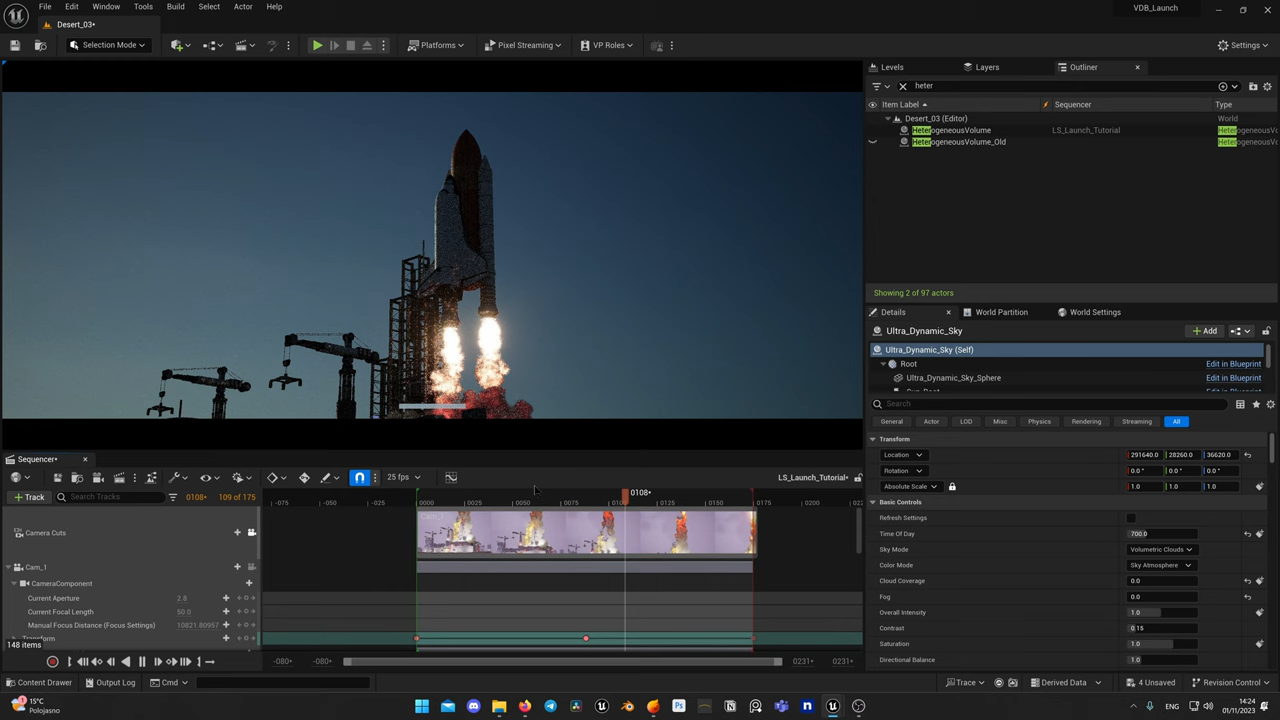 File Edit Window Tools Build Select Actor Help
VDB_Launch
Desert_03*
Selection Mode
Platforms
Pixel Streaming
VP Roles
Settings
Levels
Layers
Outliner
heter
Item Label
Sequencer
Type
Desert_03 (Editor)
World
HeterogeneousVolume
LS_Launch_Tutorial
HeterogeneousVo
HeterogeneousVolume_Old
HeterogeneousVo
Showing 2 of 97 actors
Details
World Partition
World Settings
Ultra_Dynamic_Sky
Add
Ultra_Dynamic_Sky (Self)
Root
Edit in Blueprint
Ultra_Dynamic_Sky_Sphere
Edit in Blueprint
Search
General Actor LOD Misc Physics Rendering Streaming All
Transform
Location 291640.0 28260.0 36620.0
Rotation 0.0 ° 0.0 ° 0.0 °
Absolute Scale 1.0 1.0 1.0
Basic Controls
Refresh Settings
Time Of Day 700.0
Sky Mode Volumetric Clouds
Color Mode Sky Atmosphere
Cloud Coverage 0.0
Fog 0.0
Overall Intensity 1.0
Contrast 0.15
Saturation 1.0
Directional Balance 1.0
Sequencer*
25 fps
LS_Launch_Tutorial*
Track
Search Tracks
0108*
109 of 175
0108*
-075 -050 -025 0000 0025 0050 0075 0125 0150 0175 0200
Camera Cuts
Cam_1
CameraComponent
Current Aperture 2.8
Current Focal Length 50.0
Manual Focus Distance (Focus Settings) 10821.80957
Transform
148 items
-080* -080* 0231* 0231*
Content Drawer
Output Log
Cmd
Trace
Derived Data
4 Unsaved
Revision Control
15°C
Polojasno
ENG
14:24
01/11/2023